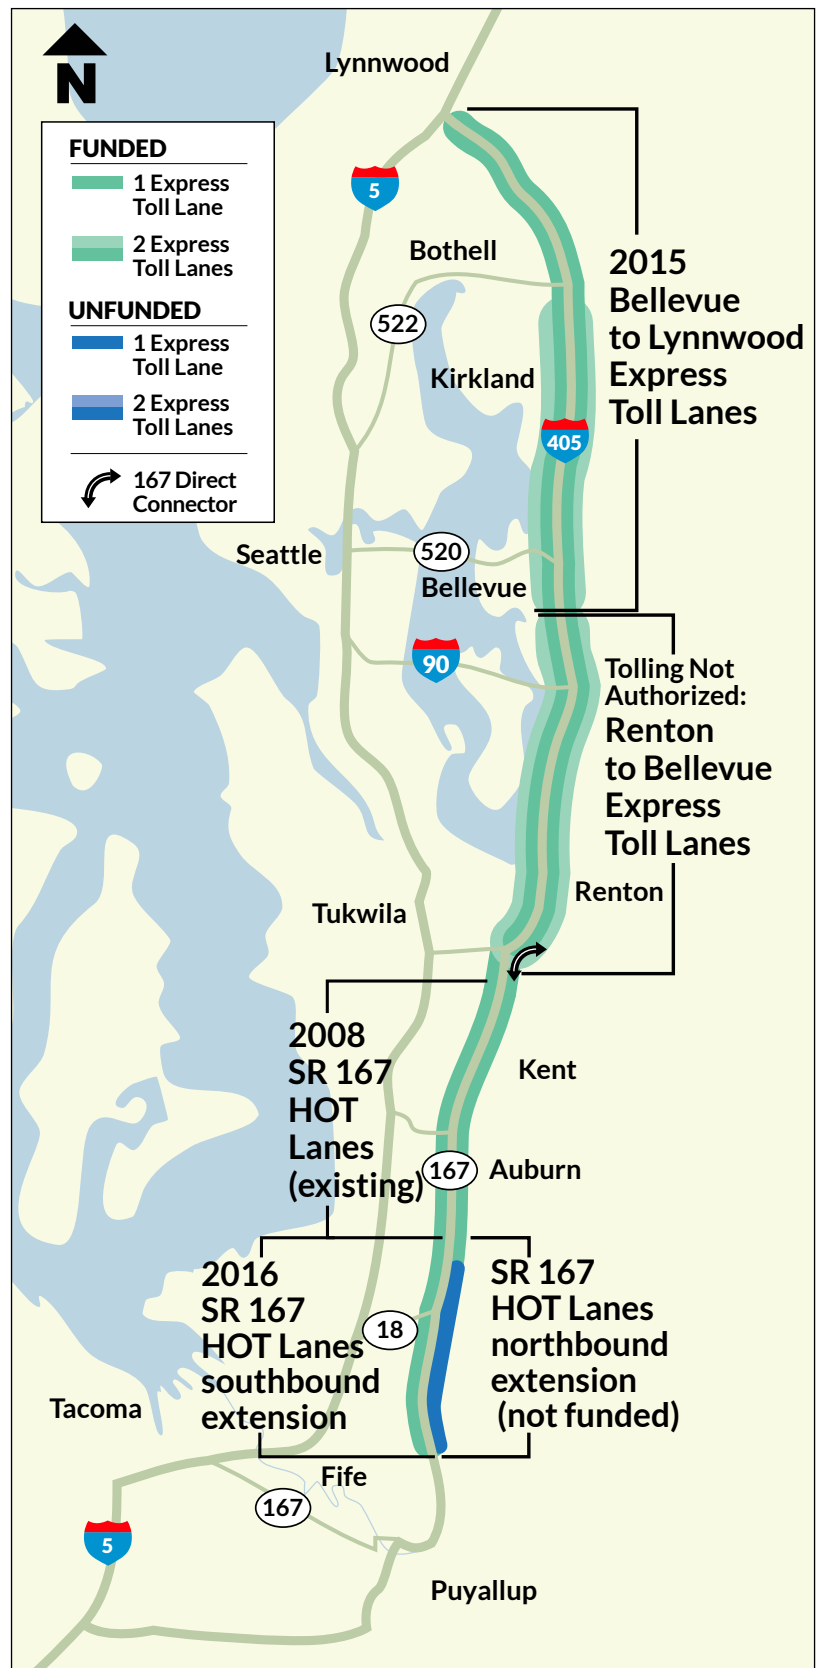 N
FUNDED
1 Express
Toll Lane
2 Express
Toll Lanes
UNFUNDED
1 Express
Toll Lane
2 Express
Toll Lanes
167 Direct
Connector
Lynnwood
5
Bothell
522
Kirkland
405
2015
Bellevue
to Lynnwood
Express
Toll Lanes
Seattle
520
Bellevue
90
Tolling Not
Authorized:
Renton
to Bellevue
Express
Toll Lanes
Renton
Tukwila
2008
SR 167
HOT
Lanes
(existing)
Kent
167
Auburn
2016
SR 167
HOT Lanes
southbound
extension
18
SR 167
HOT Lanes
northbound
extension
(not funded)
Tacoma
Fife
167
5
Puyallup